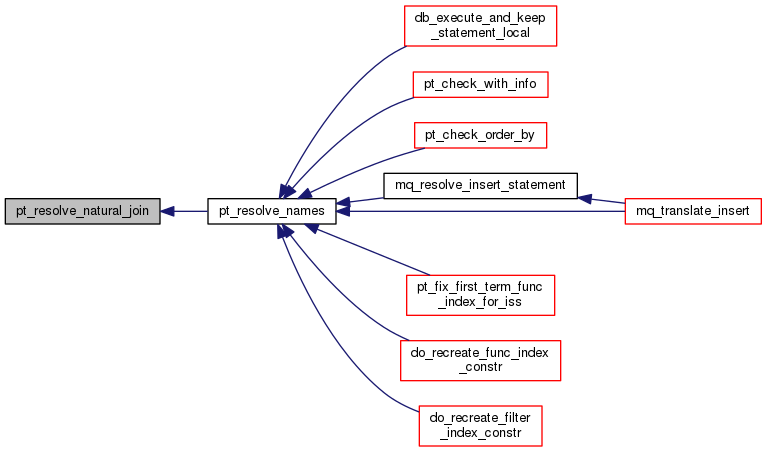 db_execute_and_keep
_statement_local
pt_check_with_info
pt_check_order_by
mq_resolve_insert_statement
pt_resolve_natural_join
pt_resolve_names
mq_translate_insert
pt_fix_first_term_func
_index_for_iss
do_recreate_func_index
_constr
do_recreate_filter
_index_constr